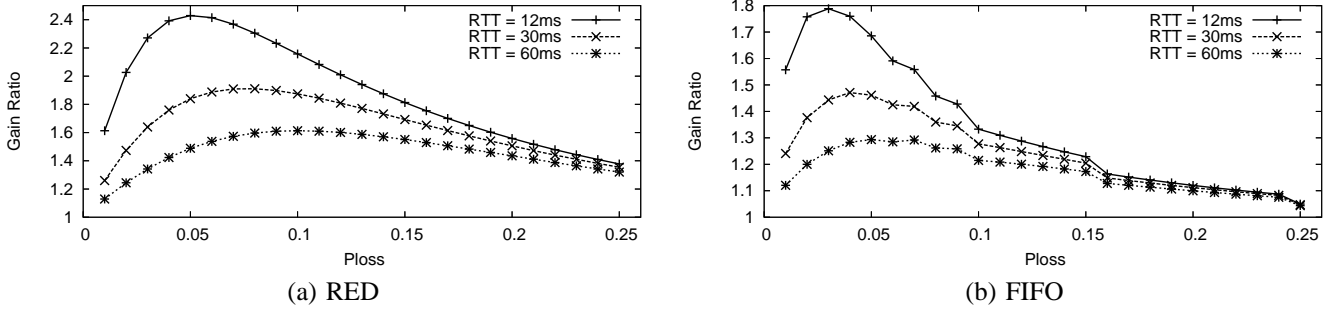 2.4
2.2
2
1.8
1.6
1.4
1.2
1
Gain Ratio
RTT = 12ms
RTT = 30ms
RTT = 60ms
0 0.05 0.1 0.15 0.2 0.25
Ploss
(a) RED
1.8
1.7
1.6
1.5
1.4
1.3
1.2
1.1
1
Gain Ratio
RTT = 12ms
RTT = 30ms
RTT = 60ms
0 0.05 0.1 0.15 0.2 0.25
Ploss
(b) FIFO